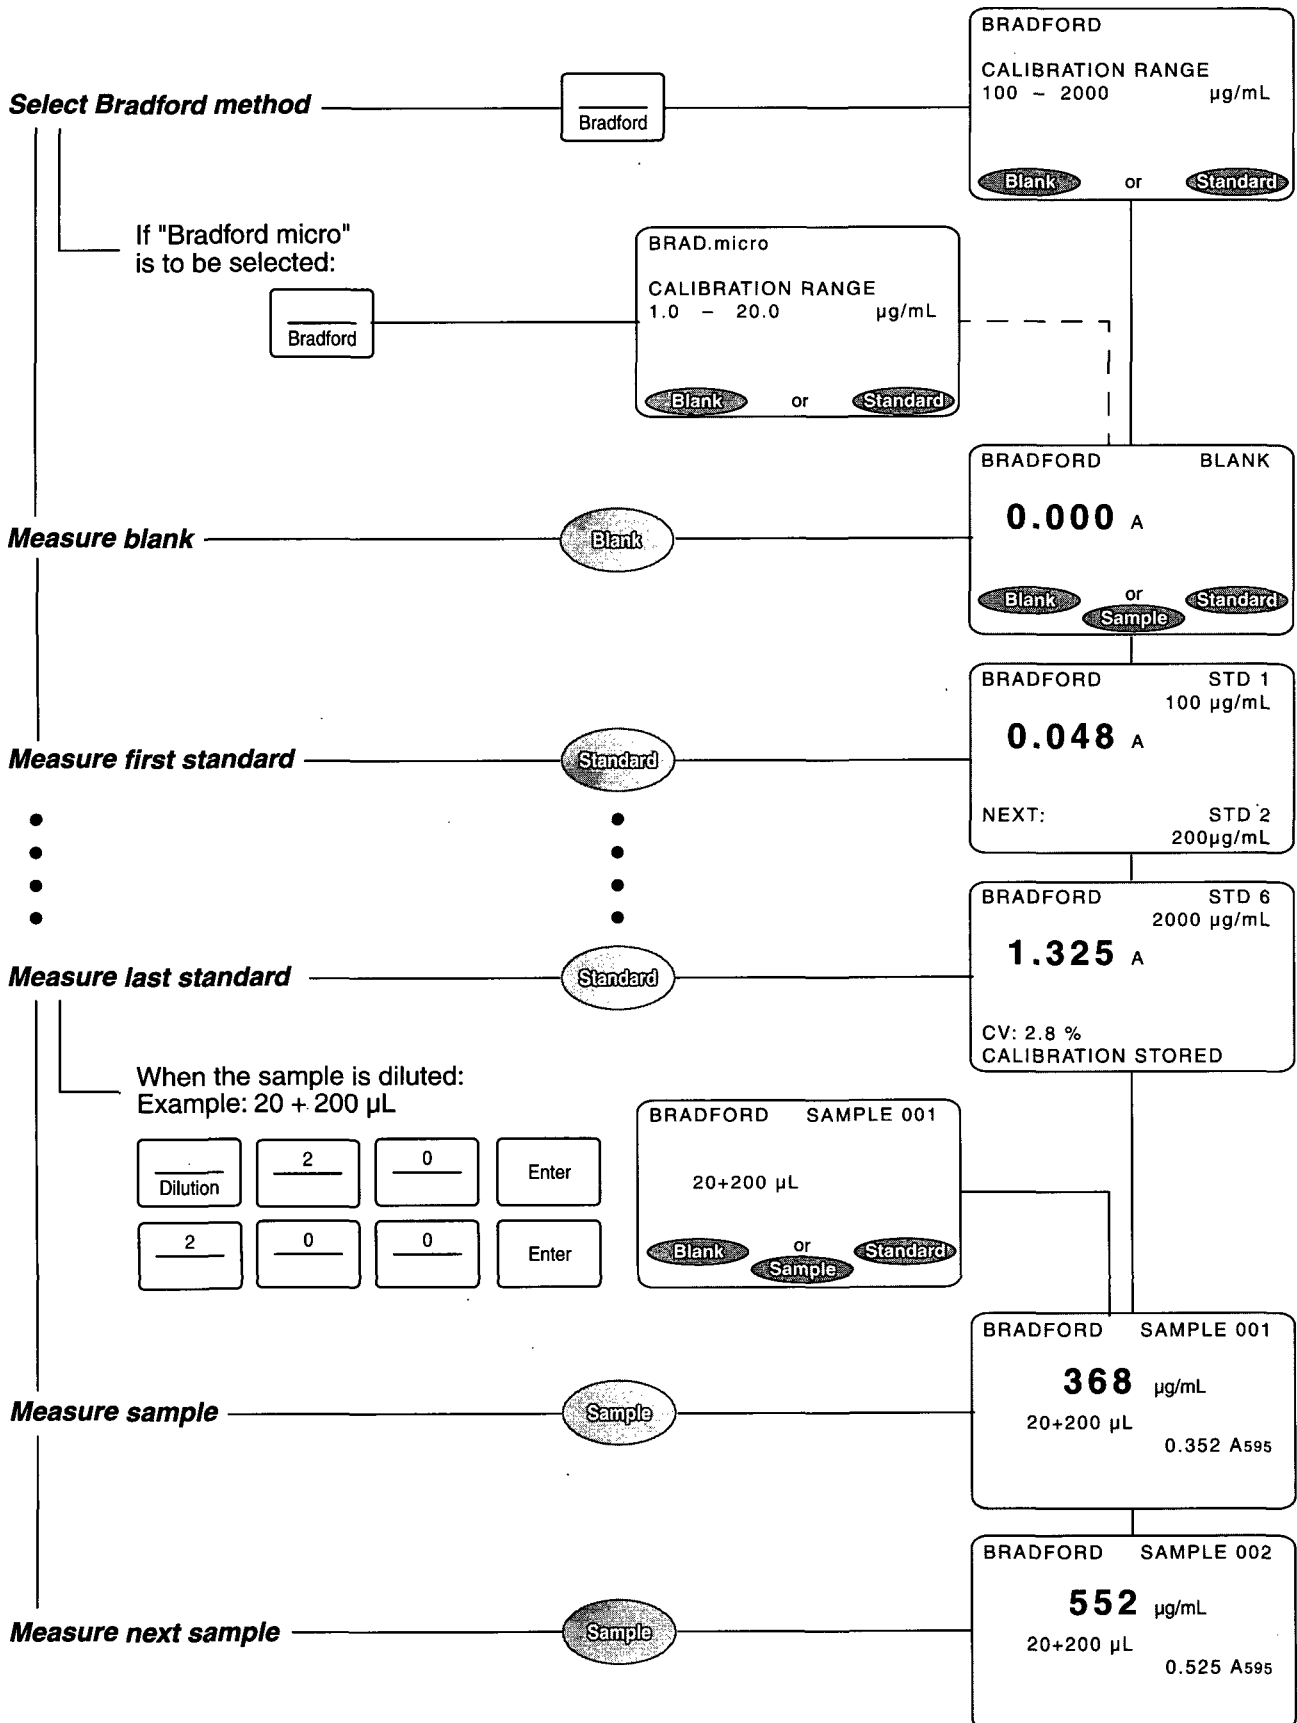 BRADFORD
CALIBRATION RANGE
100 – 2000 µg/mL
Blank or Standard
Select Bradford method
Bradford
If "Bradford micro"
is to be selected:
Bradford
BRAD.micro
CALIBRATION RANGE
1.0 – 20.0 µg/mL
Blank or Standard
Measure blank
Blank
BRADFORD BLANK
0.000 A
Blank or Standard
Sample
Measure first standard
Standard
BRADFORD STD 1
100 µg/mL
0.048 A
NEXT: STD 2
200µg/mL
Measure last standard
Standard
BRADFORD STD 6
2000 µg/mL
1.325 A
CV: 2.8 %
CALIBRATION STORED
When the sample is diluted:
Example: 20 + 200 µL
Dilution
2
0
Enter
2
0
0
Enter
BRADFORD SAMPLE 001
20+200 µL
Blank or Standard
Sample
Measure sample
Sample
BRADFORD SAMPLE 001
368 µg/mL
20+200 µL
0.352 A595
Measure next sample
Sample
BRADFORD SAMPLE 002
552 µg/mL
20+200 µL
0.525 A595